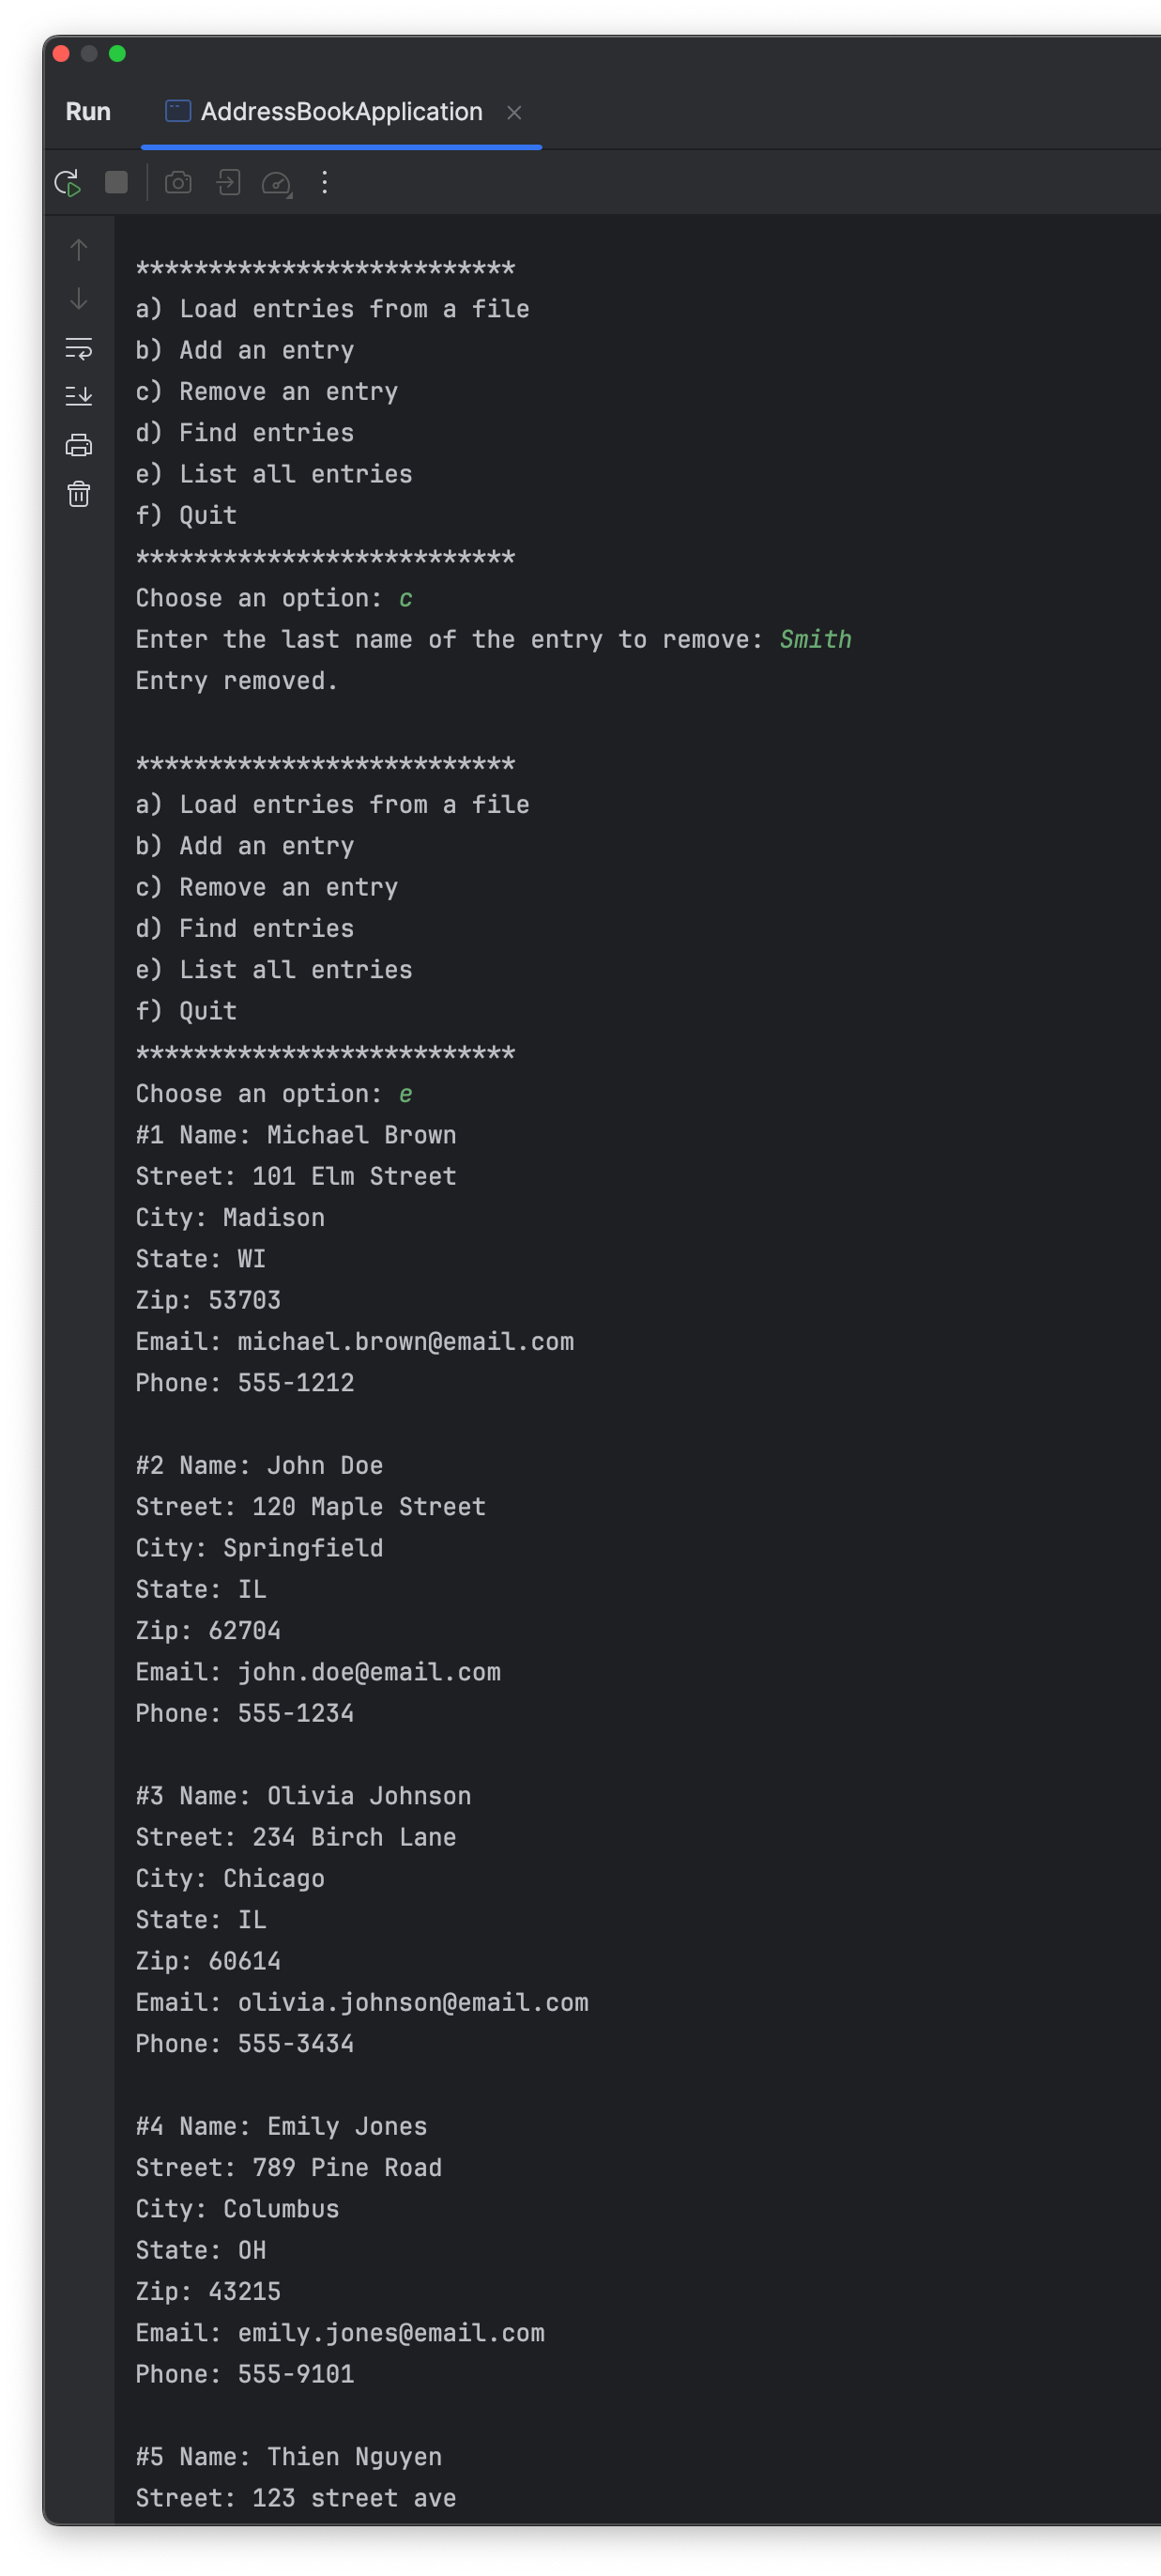 Run AddressBookApplication
**************************
a) Load entries from a file
b) Add an entry
c) Remove an entry
d) Find entries
e) List all entries
f) Quit
**************************
Choose an option: c
Enter the last name of the entry to remove: Smith
Entry removed.
**************************
a) Load entries from a file
b) Add an entry
c) Remove an entry
d) Find entries
e) List all entries
f) Quit
**************************
Choose an option: e
#1 Name: Michael Brown
Street: 101 Elm Street
City: Madison
State: WI
Zip: 53703
Email: michael.brown@email.com
Phone: 555-1212
#2 Name: John Doe
Street: 120 Maple Street
City: Springfield
State: IL
Zip: 62704
Email: john.doe@email.com
Phone: 555-1234
#3 Name: Olivia Johnson
Street: 234 Birch Lane
City: Chicago
State: IL
Zip: 60614
Email: olivia.johnson@email.com
Phone: 555-3434
#4 Name: Emily Jones
Street: 789 Pine Road
City: Columbus
State: OH
Zip: 43215
Email: emily.jones@email.com
Phone: 555-9101
#5 Name: Thien Nguyen
Street: 123 street ave